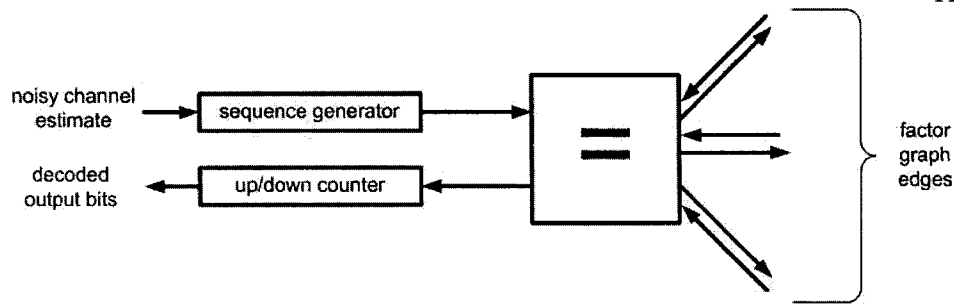 noisy channel
estimate
sequence generator
decoded
output bits
up/down counter
=
factor
graph
edges